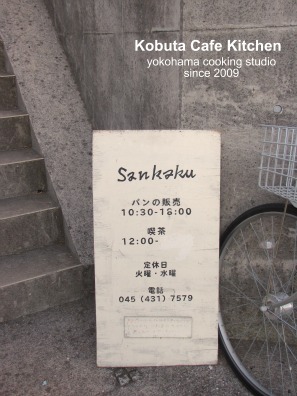 Kobuta Cafe Kitchen
yokohama cooking studio
since 2009
Sankaku
パンの販売
10:30-18:00
喫茶
12:00-
定休日
火曜・水曜
電話
045 (431) 7579